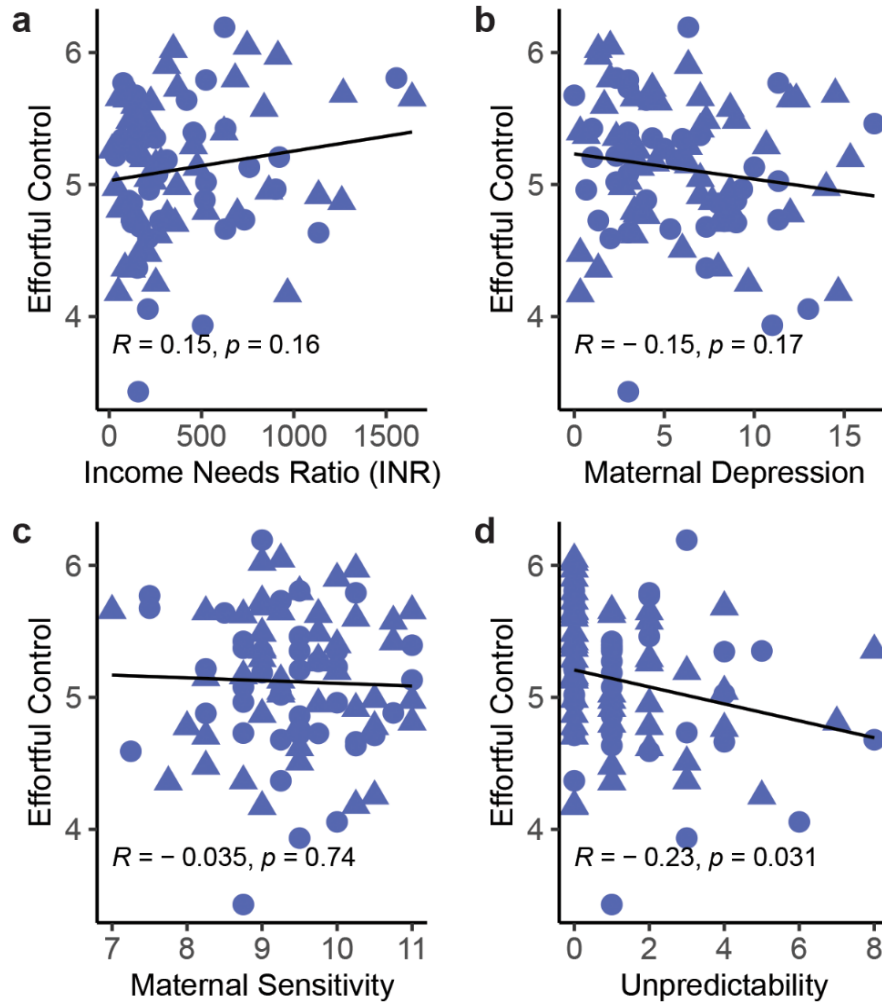 a
6
5
4
Effortful Control
R = 0.15, p = 0.16
0 500 1000 1500
Income Needs Ratio (INR)
b
6
5
4
Effortful Control
R = − 0.15, p = 0.17
0 5 10 15
Maternal Depression
c
6
5
4
Effortful Control
R = − 0.035, p = 0.74
7 8 9 10 11
Maternal Sensitivity
d
6
5
4
Effortful Control
R = − 0.23, p = 0.031
0 2 4 6 8
Unpredictability